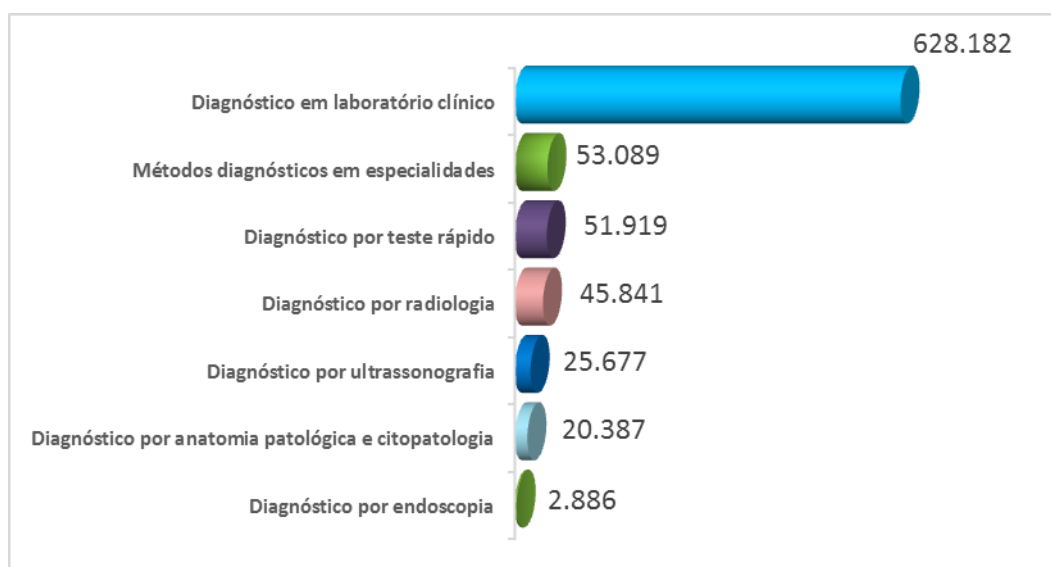 628.182
Diagnóstico em laboratório clínico
Métodos diagnósticos em especialidades
53.089
Diagnóstico por teste rápido
51.919
Diagnóstico por radiologia
45.841
Diagnóstico por ultrassonografia
25.677
Diagnóstico por anatomia patológica e citopatologia
20.387
Diagnóstico por endoscopia
2.886